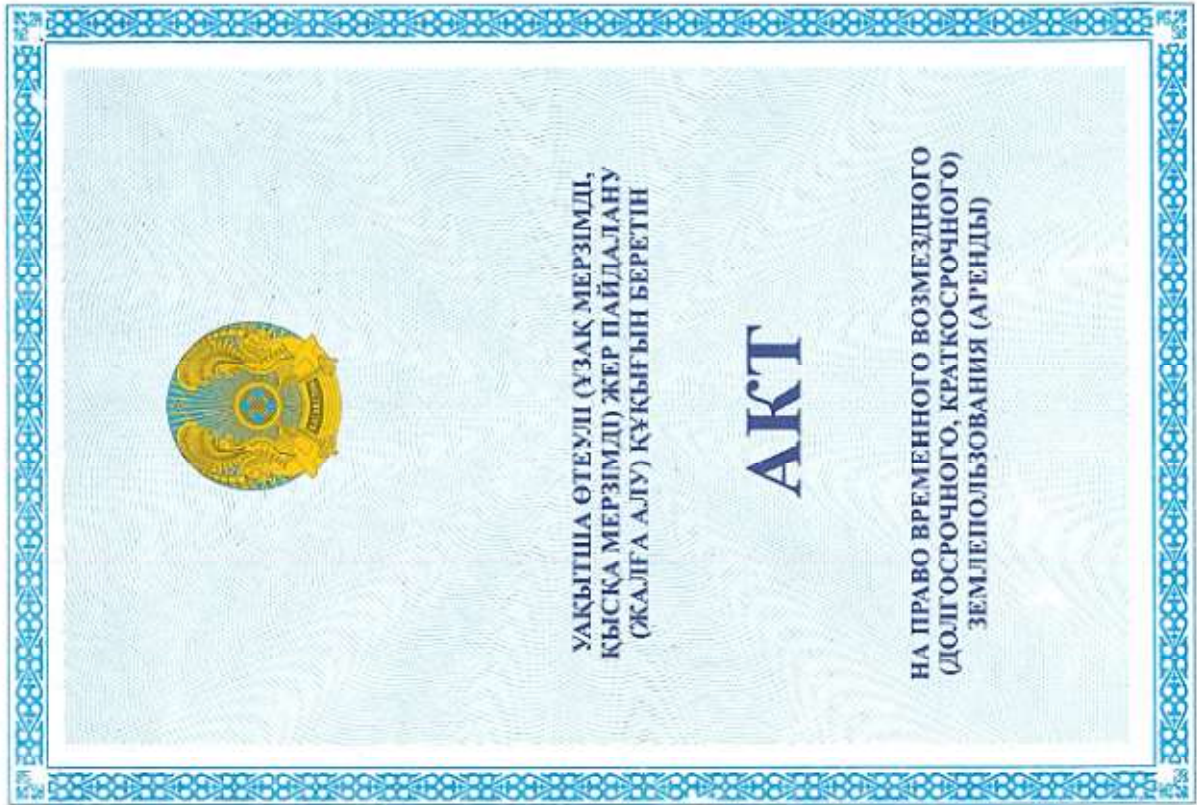 УАҚЫТША ӨТЕУЛІ (ҰЗАҚ МЕРЗІМДІ,
ҚЫСҚА МЕРЗІМДІ) ЖЕР ПАЙДАЛАНУ
(ЖАЛҒА АЛУ) ҚҰҚЫҒЫН БЕРЕТІН
АКТ
НА ПРАВО ВРЕМЕННОГО ВОЗМЕЗДНОГО
(ДОЛГОСРОЧНОГО, КРАТКОСРОЧНОГО)
ЗЕМЛЕПОЛЬЗОВАНИЯ (АРЕНДЫ)